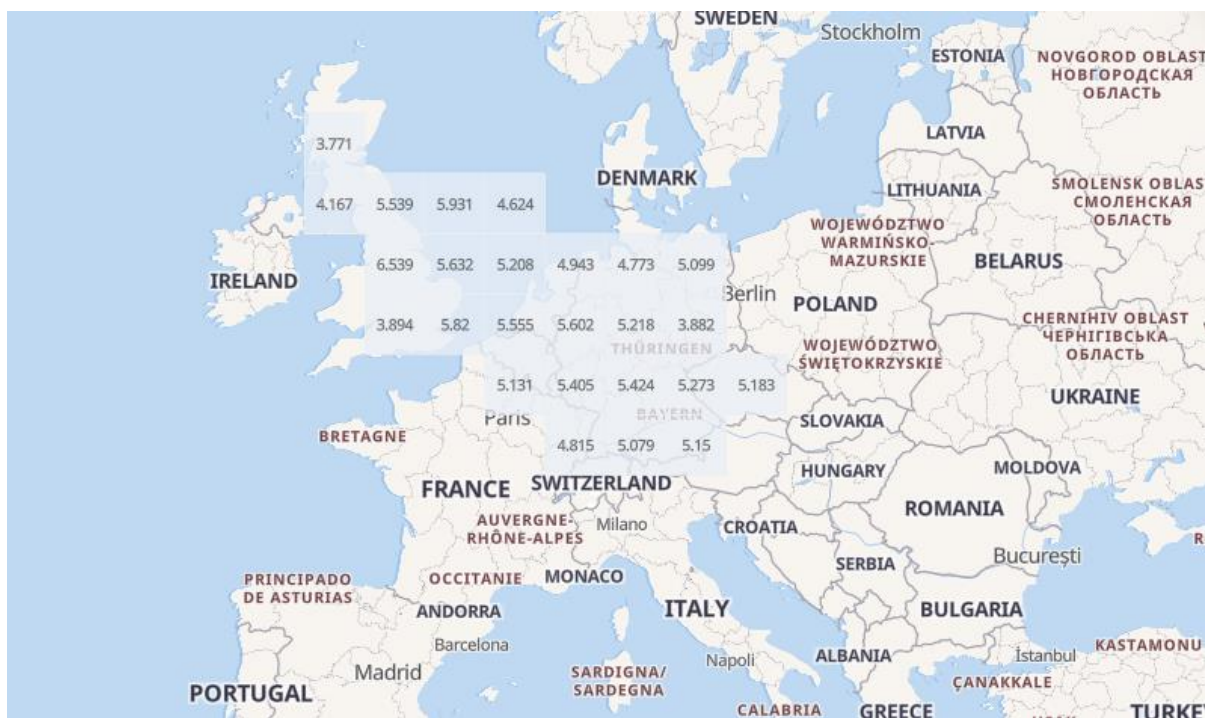 SWEDEN
Stockholm
ESTONIA
NOVGOROD OBLAST
НОВГОРОДСКАЯ
ОБЛАСТЬ
3.771
LATVIA
DENMARK
LITHUANIA
SMOLENSK OBLAS
СМОЛЕНСКАЯ
ОБЛАСТЬ
4.167 5.539 5.931 4.624
WOJEWÓDZTWO
WARMIŃSKO-
MAZURSKIE
IRELAND
6.539 5.632 5.208 4.943 4.773 5.099
BELARUS
Berlin
POLAND
3.894 5.82 5.555 5.602 5.218 3.882
CHERNIHIV OBLAST
ЧЕРНІГІВСЬКА
ОБЛАСТЬ
THÜRINGEN
WOJEWÓDZTWO
ŚWIĘTOKRZYSKIE
5.131 5.405 5.424 5.273 5.183
UKRAINE
Paris
BAYERN
SLOVAKIA
BRETAGNE
4.815 5.079 5.15
HUNGARY
MOLDOVA
FRANCE
SWITZERLAND
ROMANIA
AUVERGNE-
RHÔNE-ALPES
Milano
CROATIA
București
SERBIA
PRINCIPADO
DE ASTURIAS
OCCITANIE
MONACO
ANDORRA
ITALY
BULGARIA
Barcelona
KASTAMONU
Madrid
Napoli
ALBANIA
İstanbul
SARDIGNA/
SARDEGNA
ÇANAKKALE
PORTUGAL
CALABRIA
GREECE
TURKEY